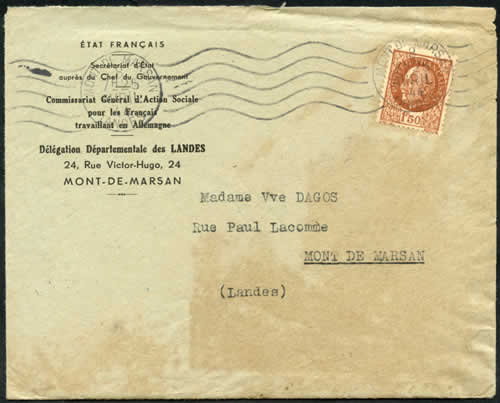 ÉTAT FRANÇAIS
Secrétariat d'État
auprès du Chef du Gouvernement
Commissariat Général d'Action Sociale
pour les Français
travaillant en Allemagne
Délégation Départementale des LANDES
24, Rue Victor-Hugo, 24
MONT-DE-MARSAN
1F50
Madame Vve DAGOS
Rue Paul Lacomme
MONT DE MARSAN
(Landes)